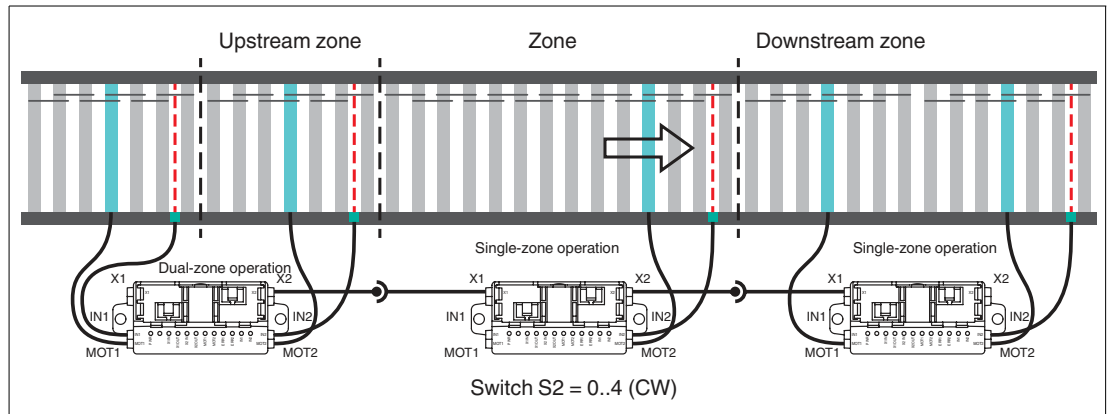 Upstream zone Zone Downstream zone
Single-zone operation Single-zone operation
Dual-zone operation
X1 X2 X1 X2 X1 X2
IN1 IN2 IN1 IN2 IN1 IN2
MOT1 MOT2 MOT1 MOT2 MOT1 MOT2
Switch S2 = 0..4 (CW)